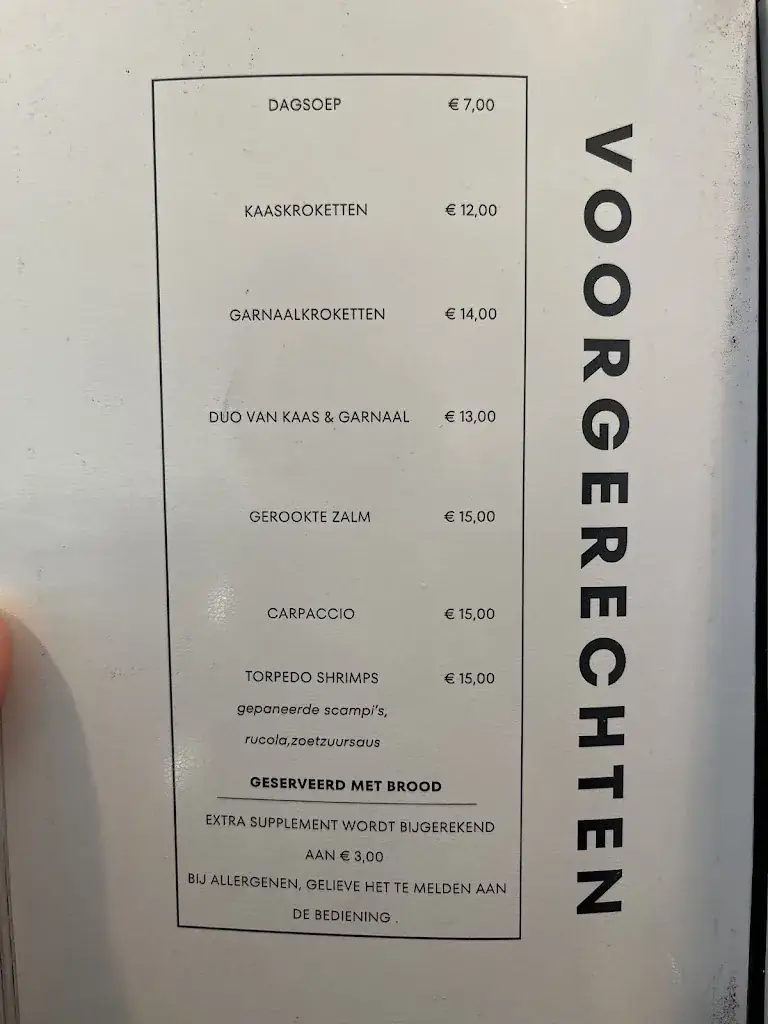 VOORGERECHTEN
DAGSOEP € 7,00
KAASKROKETTEN € 12,00
GARNAALKROKETTEN € 14,00
DUO VAN KAAS & GARNAAL € 13,00
GEROOKTE ZALM € 15,00
CARPACCIO € 15,00
TORPEDO SHRIMPS € 15,00
gepaneerde scampi's,
rucola,zoetzuursaus
GESERVEERD MET BROOD
EXTRA SUPPLEMENT WORDT BIJGEREKEND
AAN € 3,00
BIJ ALLERGENEN, GELIEVE HET TE MELDEN AAN
DE BEDIENING .